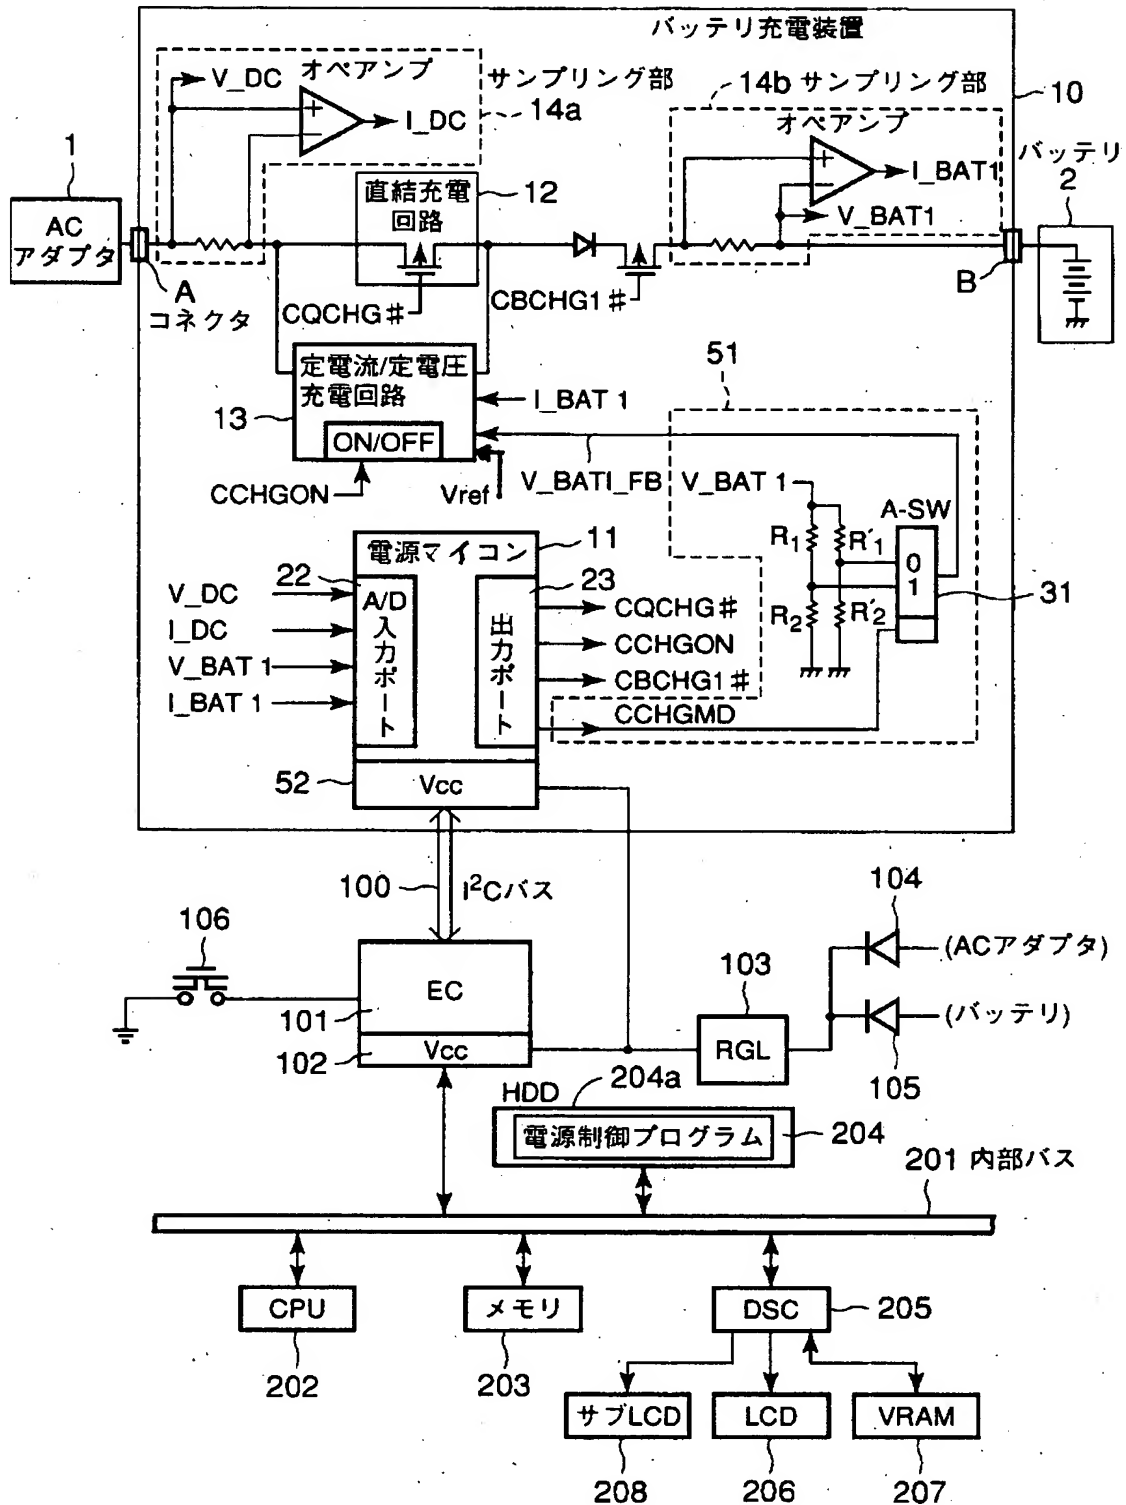 バッテリ充電装置
V_DC
オペアンプ
サンプリング部
14a
I_DC
14b サンプリング部
オペアンプ
10
I_BAT1
V_BAT1
バッテリ
2
1
AC
アダプタ
A
コネクタ
直結充電
回路
12
CQCHG#
CBCHG1#
B
定電流/定電圧
充電回路
13
ON/OFF
I_BAT 1
CCHGON
Vref
V_BATI_FB
51
V_BAT 1
A-SW
R1
R'1
0
1
R2
R'2
31
電源マイコン
11
22
23
A/D
入力ポート
出力ポート
V_DC
I_DC
V_BAT 1
I_BAT 1
CQCHG#
CCHGON
CBCHG1#
CCHGMD
52
Vcc
100
I²Cバス
106
EC
101
Vcc
102
103
RGL
104
(ACアダプタ)
(バッテリ)
105
HDD
204a
電源制御プログラム
204
201 内部バス
CPU
202
メモリ
203
DSC
205
サブLCD
208
LCD
206
VRAM
207